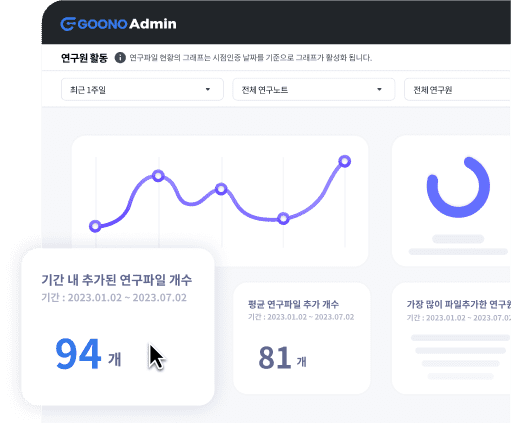 GOONO Admin
연구원 활동 i 연구파일 현황의 그래프는 시점인증 날짜를 기준으로 그래프가 활성화 됩니다.
최근 1주일 전체 연구노트 전체 연구원
기간 내 추가된 연구파일 개수
기간 : 2023.01.02 ~ 2023.07.02
94 개
평균 연구파일 추가 개수
기간 : 2023.01.02 ~ 2023.07.02
81 개
가장 많이 파일추가한 연구원
기간 : 2023.01.02 ~ 2023.07.02